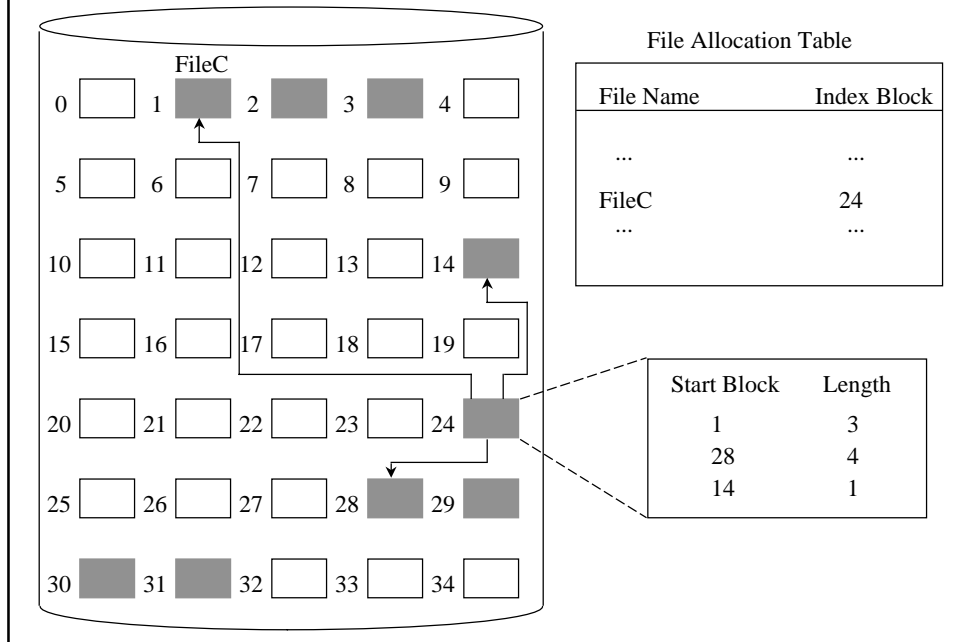 FileC
0 1 2 3 4
5 6 7 8 9
10 11 12 13 14
15 16 17 18 19
20 21 22 23 24
25 26 27 28 29
30 31 32 33 34
File Allocation Table
File Name Index Block
... ...
FileC 24
... ...
Start Block Length
1 3
28 4
14 1